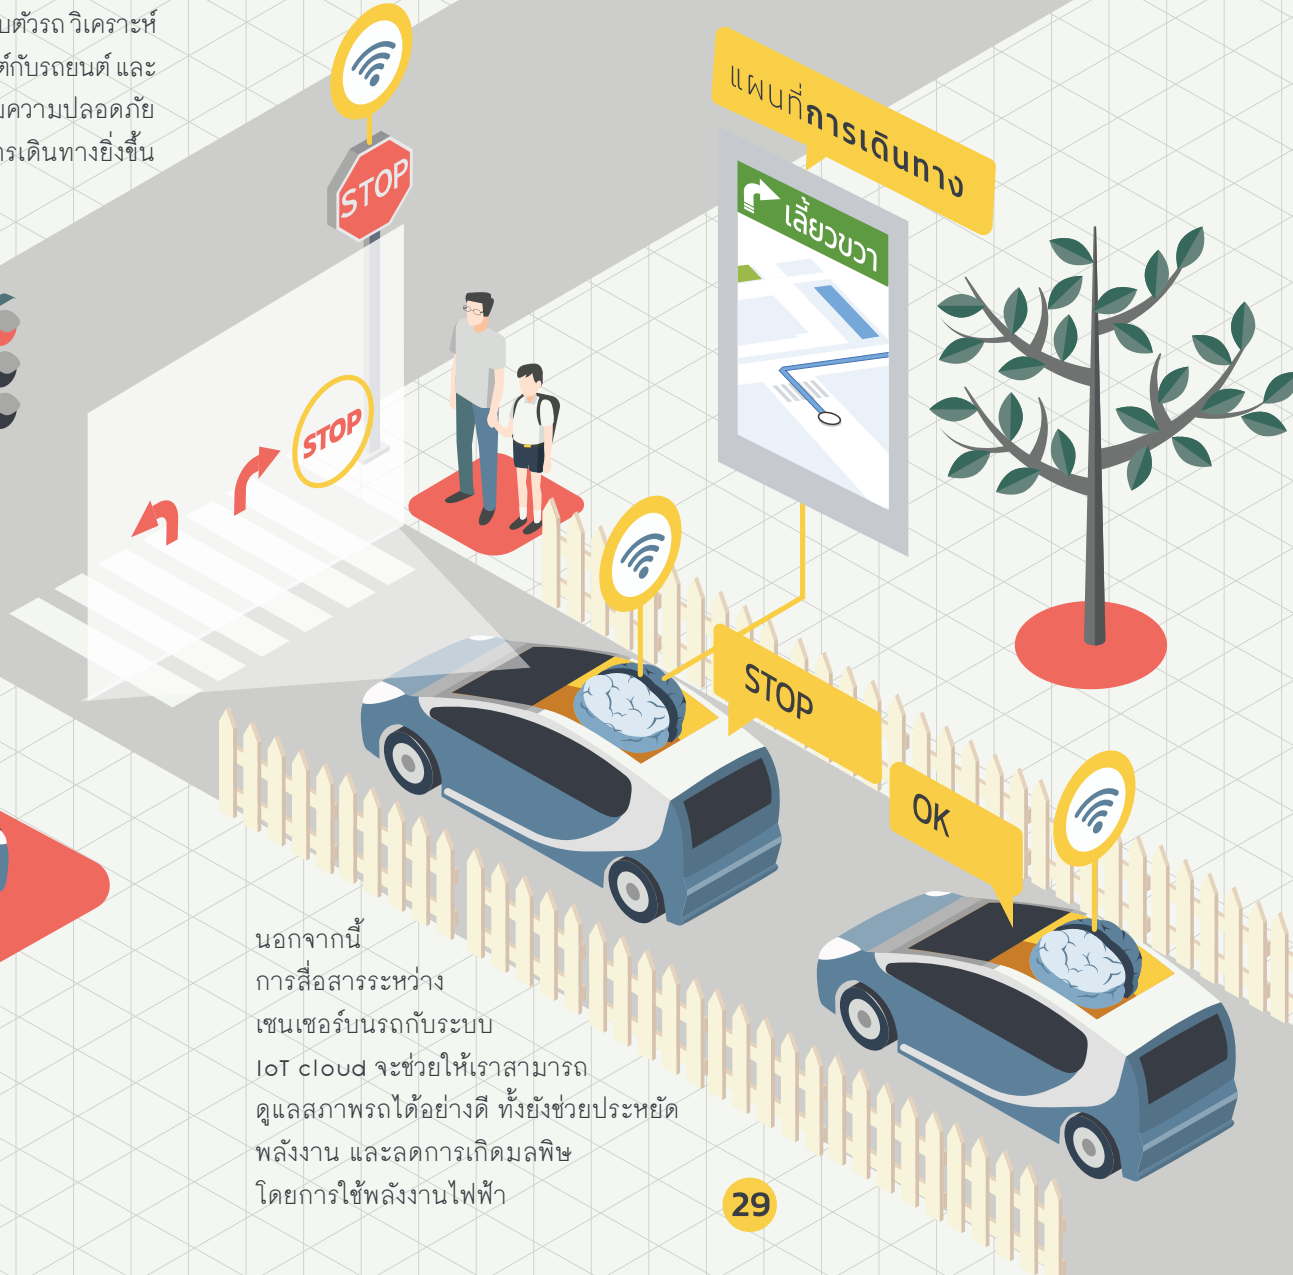 บตัวรถ วิเคราะห์
กับรถยนต์ และ
ความปลอดภัย
รเดินทางยิ่งขึ้น
STOP
แผนที่การเดินทาง
เลี้ยวขวา
STOP
STOP
OK
นอกจากนี้
การสื่อสารระหว่าง
เซนเซอร์บนรถกับระบบ
IoT cloud จะช่วยให้เราสามารถ
ดูแลสภาพรถได้อย่างดี ทั้งยังช่วยประหยัด
พลังงาน และลดการเกิดมลพิษ
โดยการใช้พลังงานไฟฟ้า
29